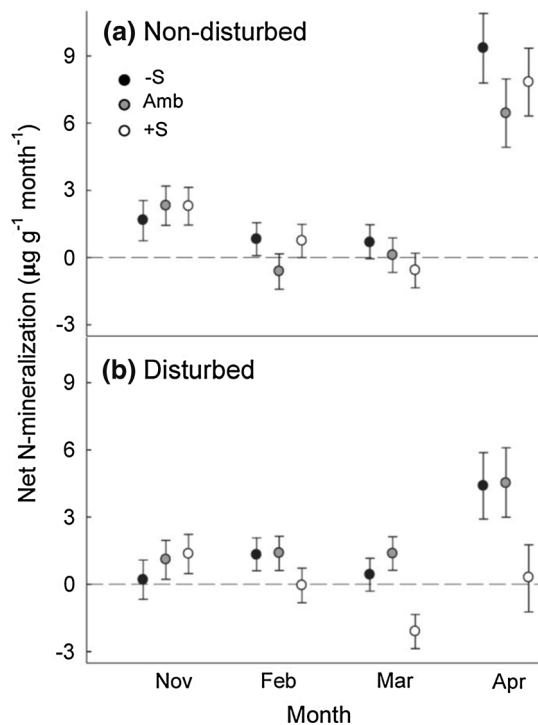 (a) Non-disturbed
-S
Amb
+S
9
6
3
0
-3
(b) Disturbed
9
6
3
0
-3
Net N-mineralization (µg g⁻¹ month⁻¹)
Nov Feb Mar Apr
Month